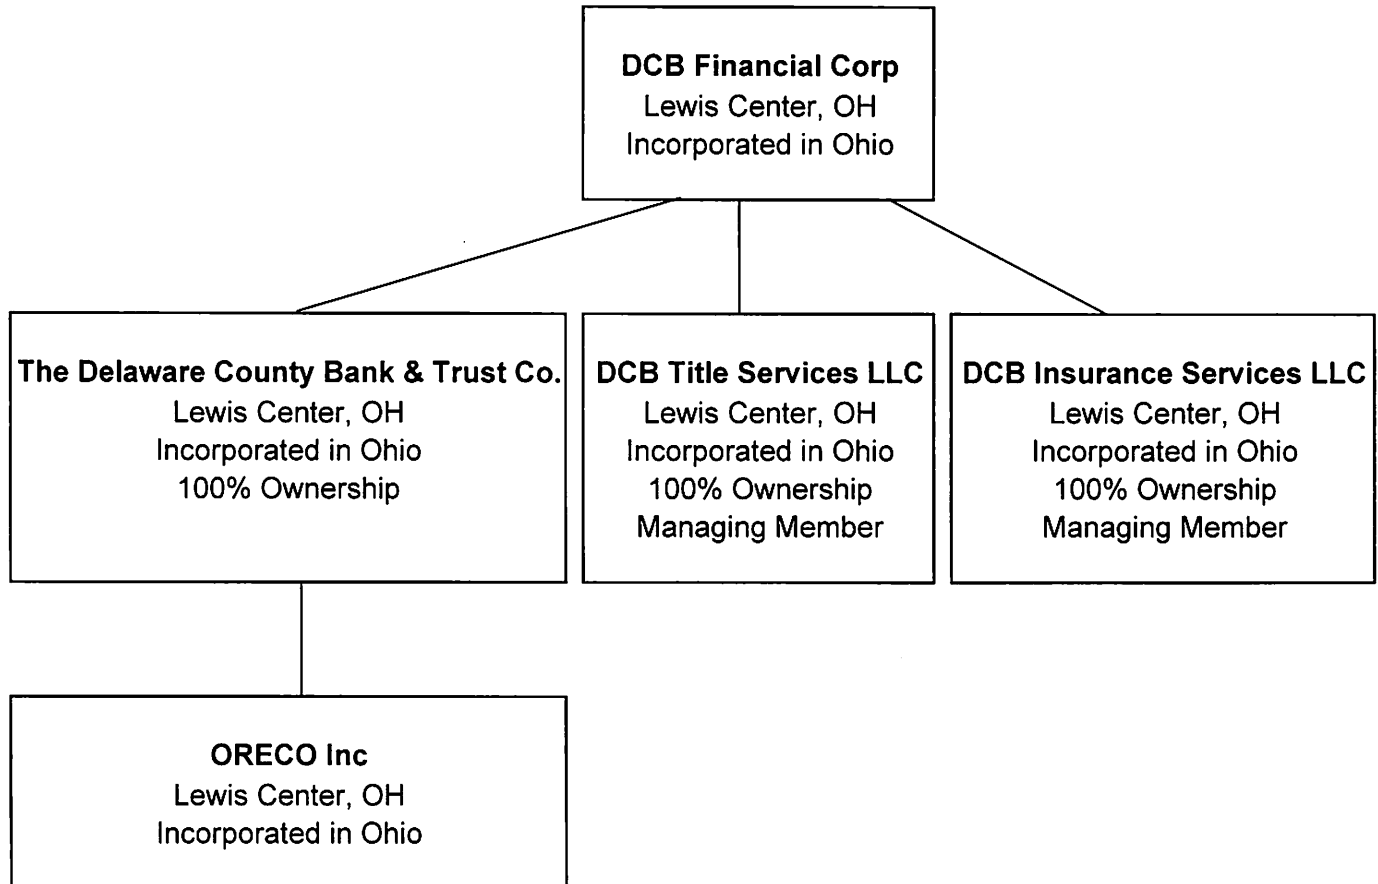 DCB Financial Corp
Lewis Center, OH
Incorporated in Ohio
The Delaware County Bank & Trust Co.
Lewis Center, OH
Incorporated in Ohio
100% Ownership
DCB Title Services LLC
Lewis Center, OH
Incorporated in Ohio
100% Ownership
Managing Member
DCB Insurance Services LLC
Lewis Center, OH
Incorporated in Ohio
100% Ownership
Managing Member
ORECO Inc
Lewis Center, OH
Incorporated in Ohio